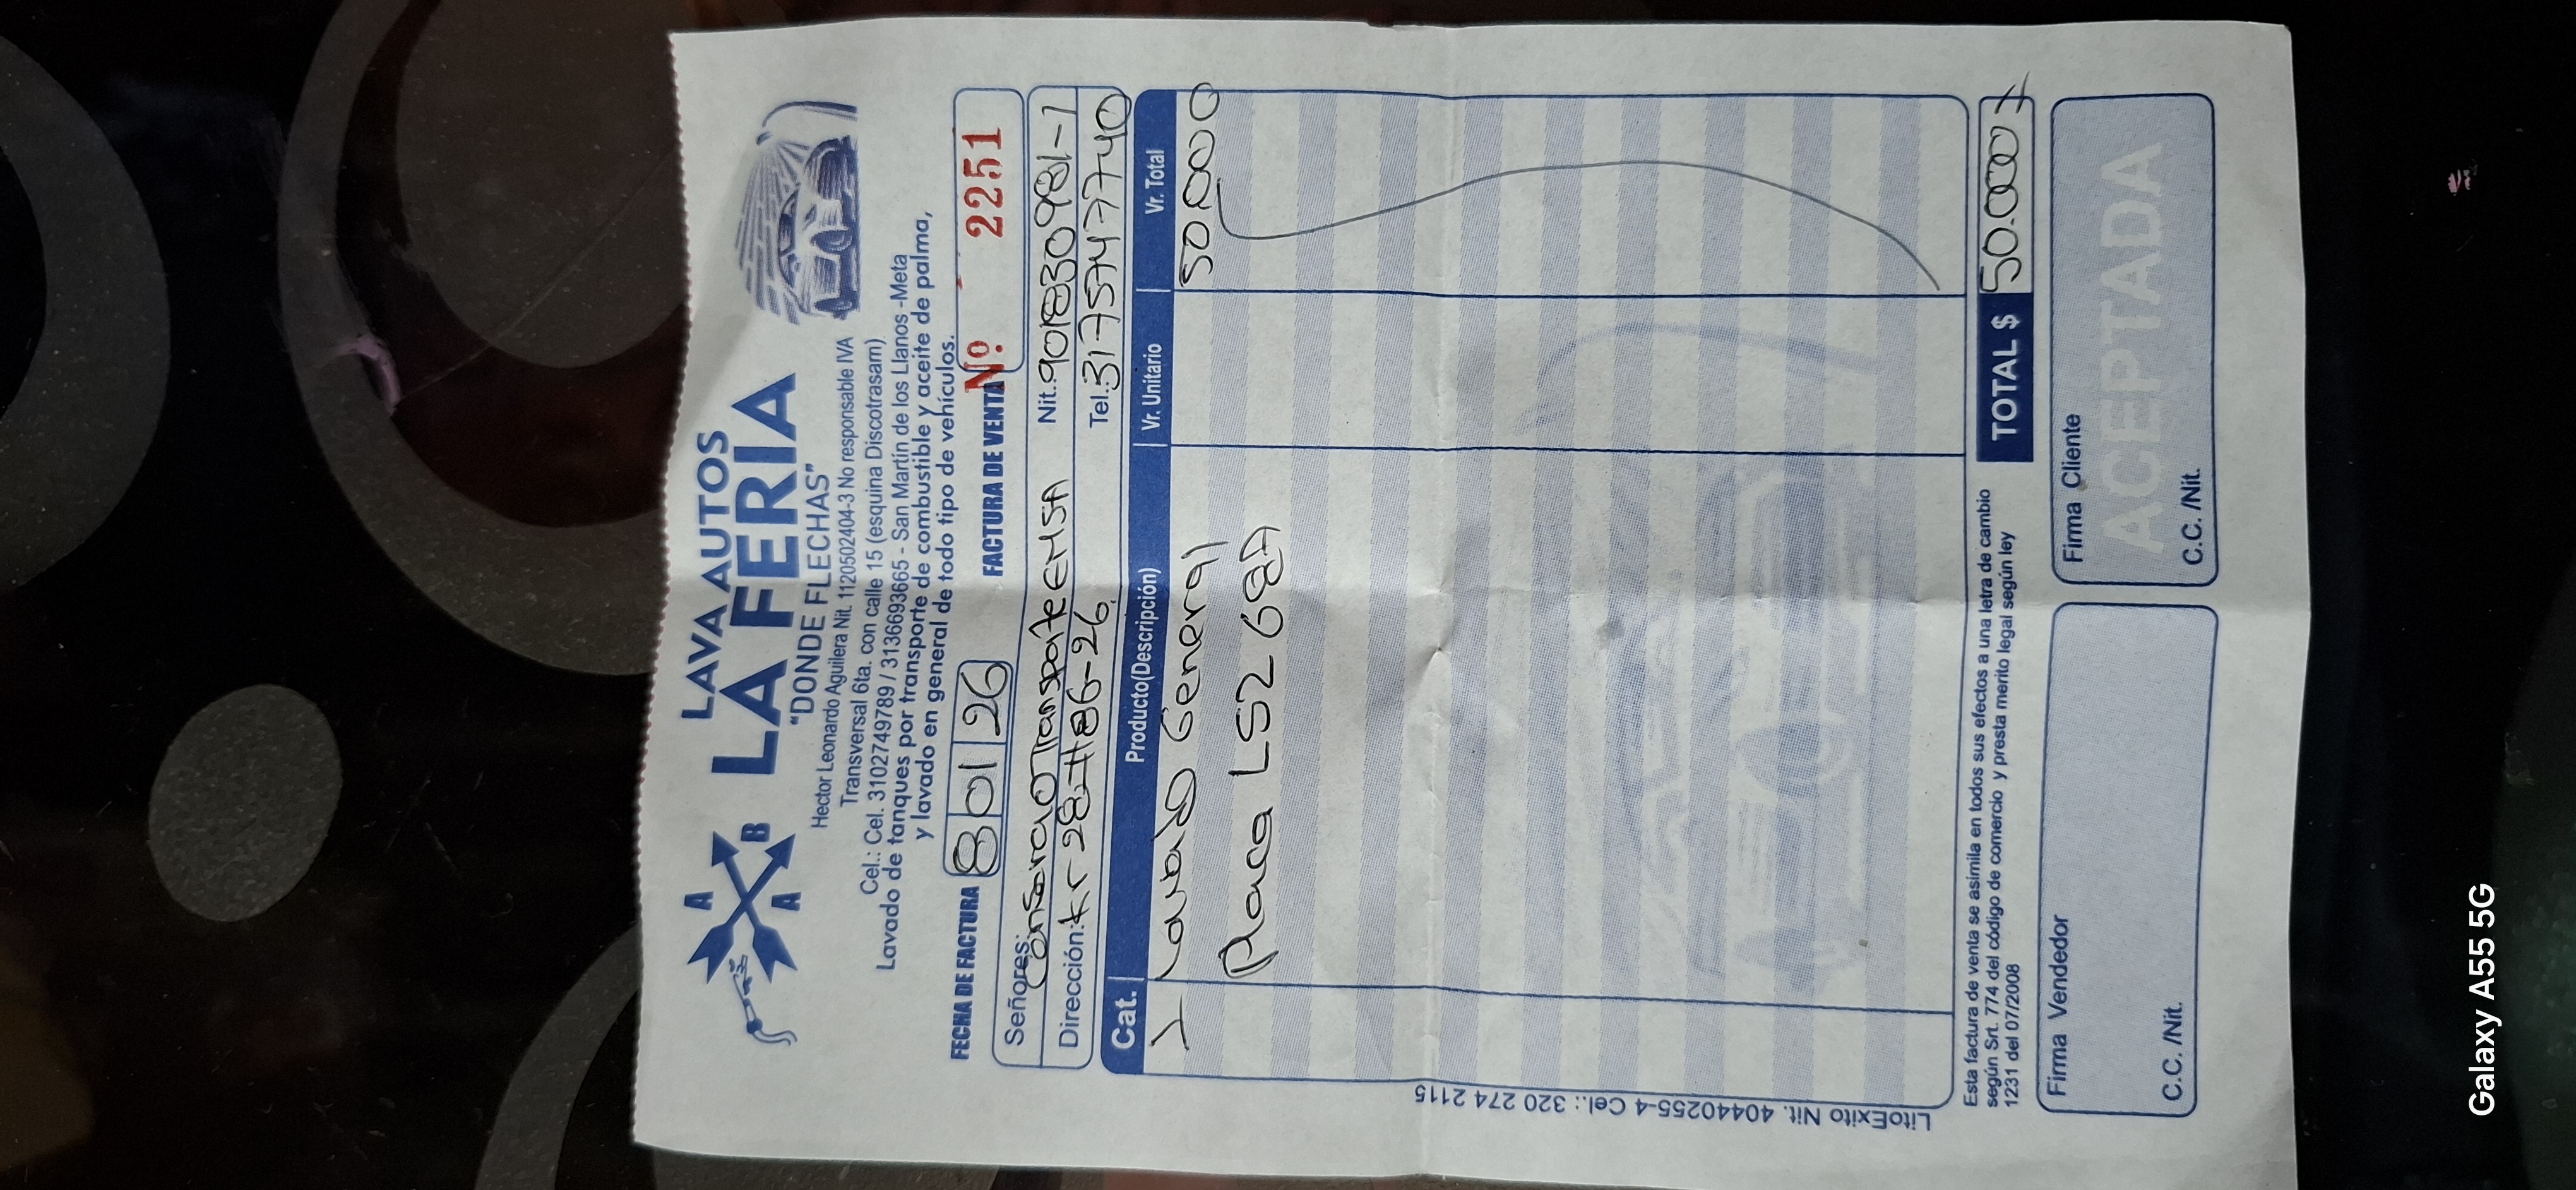 LAVA AUTOS
LA FERIA
"DONDE FLECHAS"
A
A B
Hector Leonardo Aguilera Nit. 1120502404-3 No responsable IVA
Transversal 6ta. con calle 15 (esquina Discotrasam)
Cel.: Cel. 3102749789 / 3136693665 - San Martín de los Llanos -Meta
Lavado de tanques por transporte de combustible y aceite de palma,
y lavado en general de todo tipo de vehículos.
FECHA DE FACTURA 8 01 26 FACTURA DE VENTA Nº 2251
Señores: Nit.: 901830981-1
Dirección: kr 28 # 86-26 Tel.: 3175747740
Cat. Producto(Descripción) Vr. Unitario Vr. Total
1 Lavado General 50.000
Placa LS2 687
Esta factura de venta se asimila en todos sus efectos a una letra de cambio
según Srt. 774 del código de comercio y presta merito legal según ley
1231 del 07/2008
TOTAL $ 50.000
Firma Vendedor
C.C. /Nit.
Firma Cliente
ACEPTADA
C.C. /Nit.
LitoExito Nit. 40440255-4 Cel.: 320 274 2115
Galaxy A55 5G